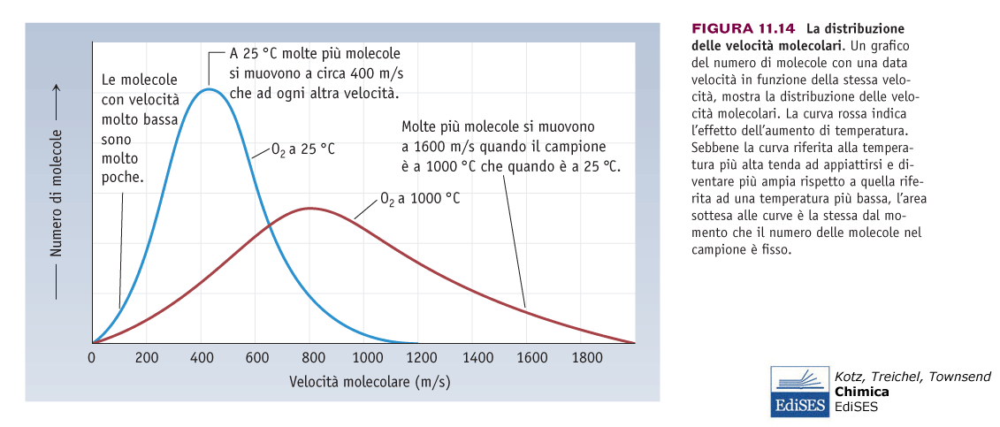 A 25 °C molte più molecole
si muovono a circa 400 m/s
che ad ogni altra velocità.
Le molecole
con velocità
molto bassa
sono
molto
poche.
O2 a 25 °C
Molte più molecole si muovono
a 1600 m/s quando il campione
è a 1000 °C che quando è a 25 °C.
O2 a 1000 °C
Numero di molecole
0 200 400 600 800 1000 1200 1400 1600 1800
Velocità molecolare (m/s)
FIGURA 11.14 La distribuzione
delle velocità molecolari. Un grafico
del numero di molecole con una data
velocità in funzione della stessa velo-
cità, mostra la distribuzione delle velo-
cità molecolari. La curva rossa indica
l'effetto dell'aumento di temperatura.
Sebbene la curva riferita alla tempera-
tura più alta tenda ad appiattirsi e di-
ventare più ampia rispetto a quella rife-
rita ad una temperatura più bassa, l'area
sottesa alle curve è la stessa dal mo-
mento che il numero delle molecole nel
campione è fisso.
EdiSES
Kotz, Treichel, Townsend
Chimica
EdiSES